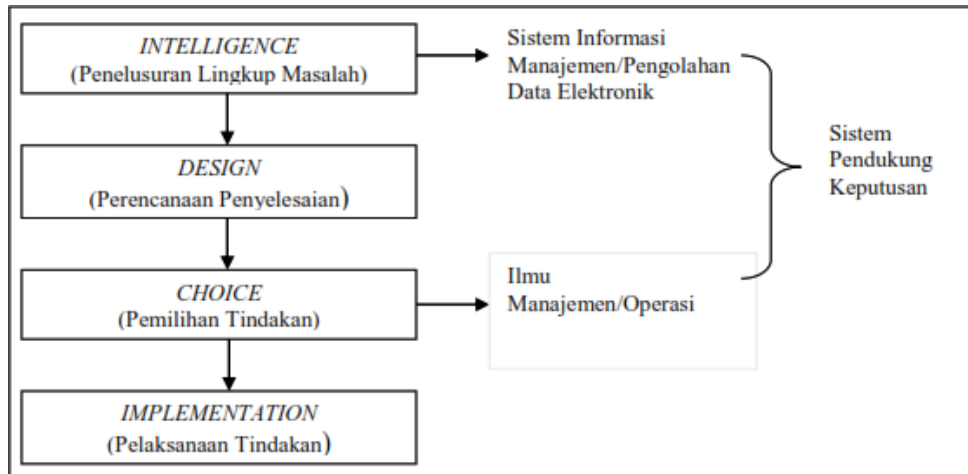 INTELLIGENCE
(Penelusuran Lingkup Masalah)
Sistem Informasi
Manajemen/Pengolahan
Data Elektronik
Sistem
Pendukung
Keputusan
DESIGN
(Perencanaan Penyelesaian)
CHOICE
(Pemilihan Tindakan)
Ilmu
Manajemen/Operasi
IMPLEMENTATION
(Pelaksanaan Tindakan)